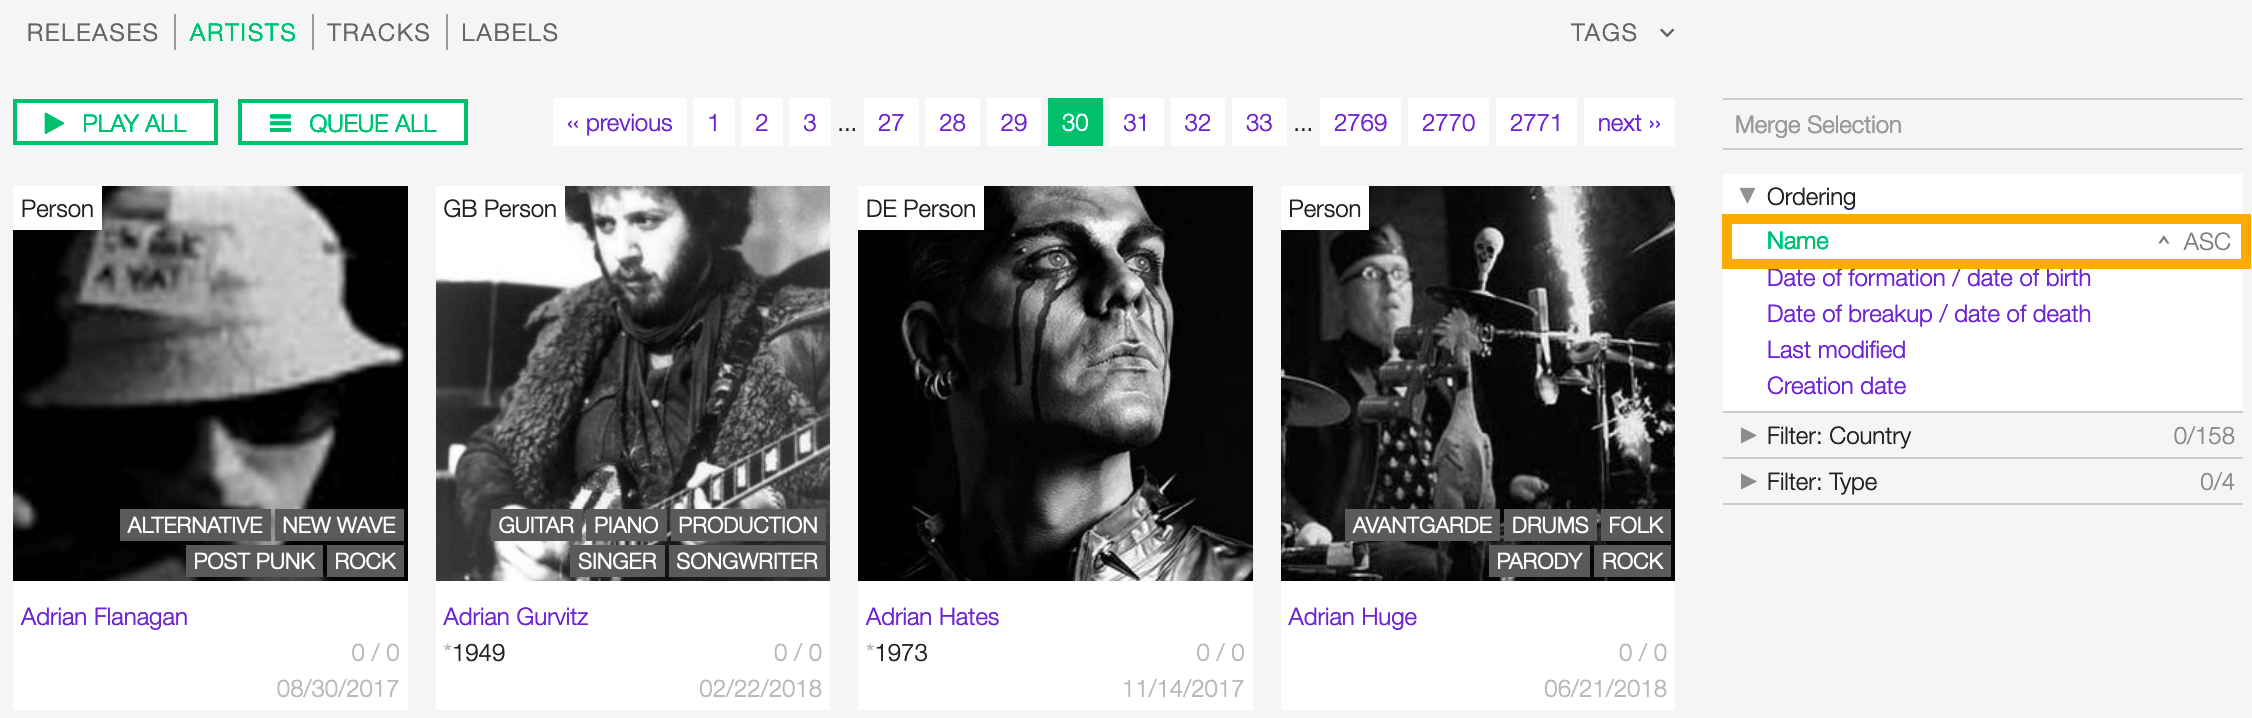 RELEASES ARTISTS TRACKS LABELS TAGS
PLAY ALL QUEUE ALL ‹‹ previous 1 2 3 ... 27 28 29 30 31 32 33 ... 2769 2770 2771 next ››
Merge Selection
Ordering
Name ^ ASC
Date of formation / date of birth
Date of breakup / date of death
Last modified
Creation date
Filter: Country 0/158
Filter: Type 0/4
Person
ALTERNATIVE NEW WAVE
POST PUNK ROCK
Adrian Flanagan
0 / 0
08/30/2017
GB Person
GUITAR PIANO PRODUCTION
SINGER SONGWRITER
Adrian Gurvitz
*1949 0 / 0
02/22/2018
DE Person
Adrian Hates
*1973 0 / 0
11/14/2017
Person
AVANTGARDE DRUMS FOLK
PARODY ROCK
Adrian Huge
0 / 0
06/21/2018